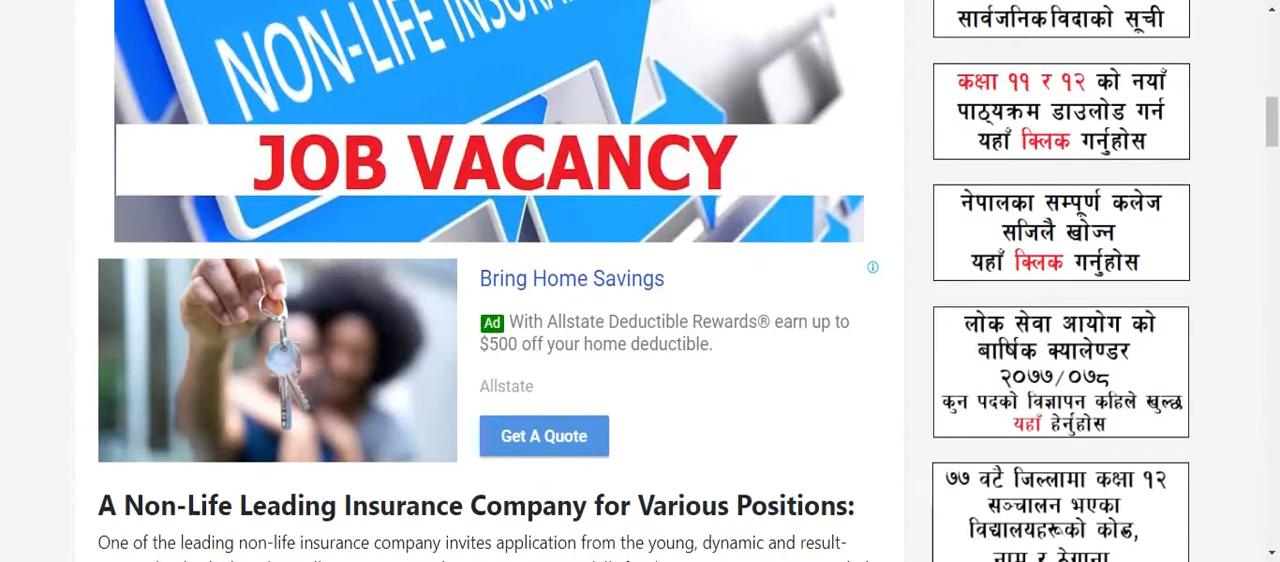 NON-LIFE INSURAN
JOB VACANCY
Bring Home Savings
Ad With Allstate Deductible Rewards® earn up to
$500 off your home deductible.
Allstate
Get A Quote
A Non-Life Leading Insurance Company for Various Positions:
One of the leading non-life insurance company invites application from the young, dynamic and result-
सार्वजनिक विदाको सूची
कक्षा ११ र १२ को नयाँ
पाठ्यक्रम डाउलोड गर्न
यहाँ क्लिक गर्नुहोस
नेपालका सम्पूर्ण कलेज
सजिलै खोज्न
यहाँ क्लिक गर्नुहोस
लोक सेवा आयोग को
बार्षिक क्यालेण्डर
२०७७/०७८
कुन पदको विज्ञापन कहिले खुल्छ
यहाँ हेर्नुहोस
७७ वटै जिल्लामा कक्षा १२
सञ्चालन भएका
विद्यालयहरूको कोड,
नाम र ठेगाना